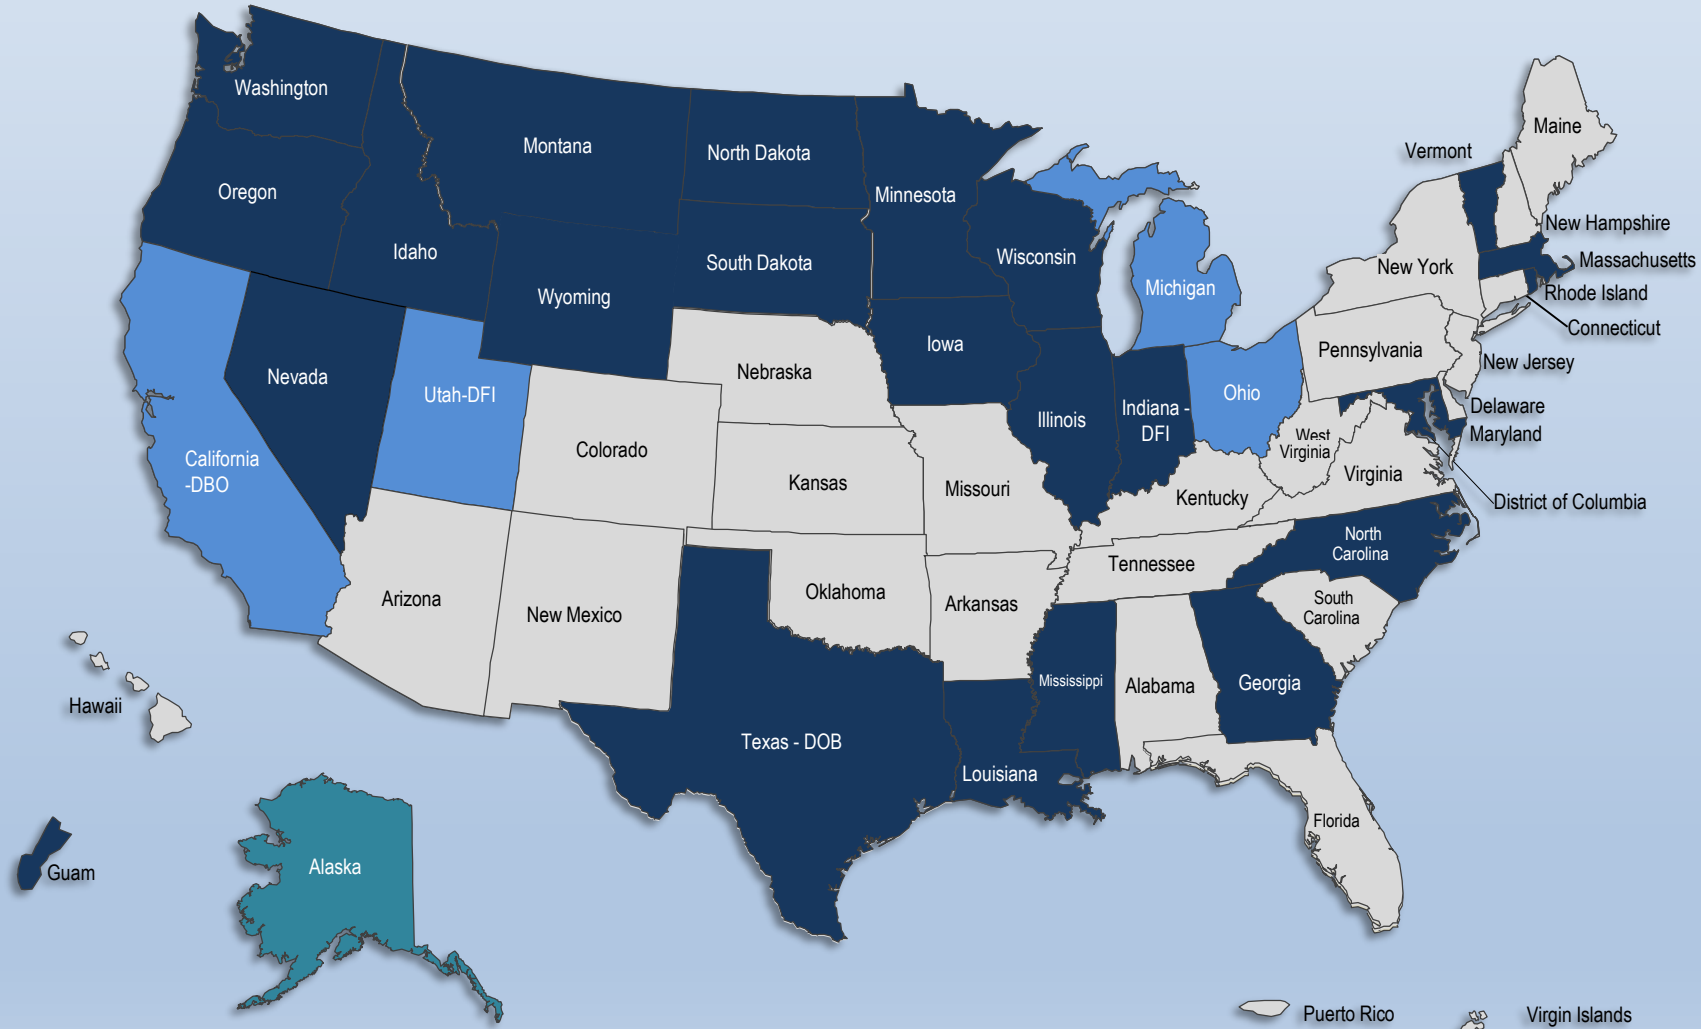 Washington
Montana
North Dakota
Minnesota
Maine
Vermont
Oregon
Idaho
South Dakota
Wisconsin
Michigan
New York
New Hampshire
Massachusetts
Rhode Island
Connecticut
Wyoming
Iowa
Pennsylvania
New Jersey
Nevada
Utah-DFI
Nebraska
Illinois
Indiana -
DFI
Ohio
Delaware
Maryland
California
-DBO
Colorado
Kansas
Missouri
Kentucky
West
Virginia
Virginia
District of Columbia
North
Carolina
Tennessee
Arizona
New Mexico
Oklahoma
Arkansas
South
Carolina
Mississippi
Alabama
Georgia
Hawaii
Texas - DOB
Louisiana
Florida
Guam
Alaska
Puerto Rico
Virgin Islands